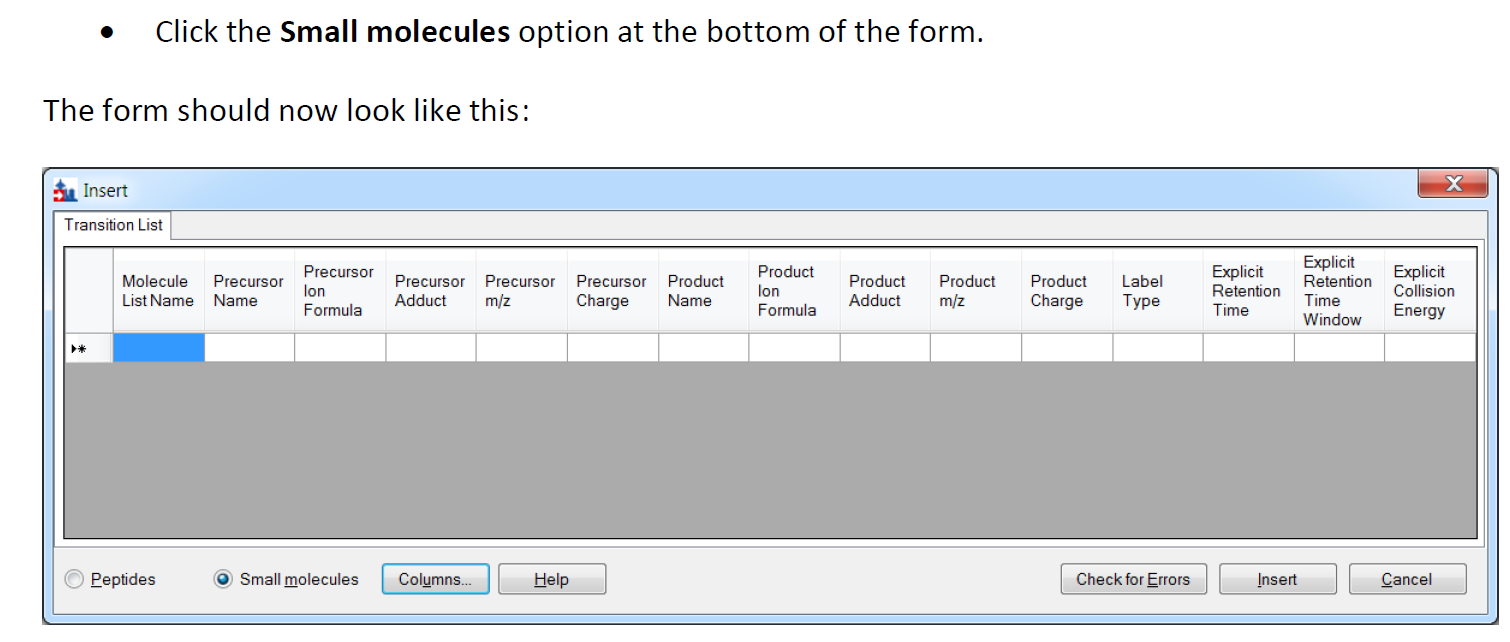 • Click the Small molecules option at the bottom of the form.
The form should now look like this:
Insert
Transition List
Molecule List Name Precursor Name Precursor Ion Formula Precursor Adduct Precursor m/z Precursor Charge Product Name Product Ion Formula Product Adduct Product m/z Product Charge Label Type Explicit Retention Time Explicit Retention Time Window Explicit Collision Energy
Peptides Small molecules Columns... Help Check for Errors Insert Cancel